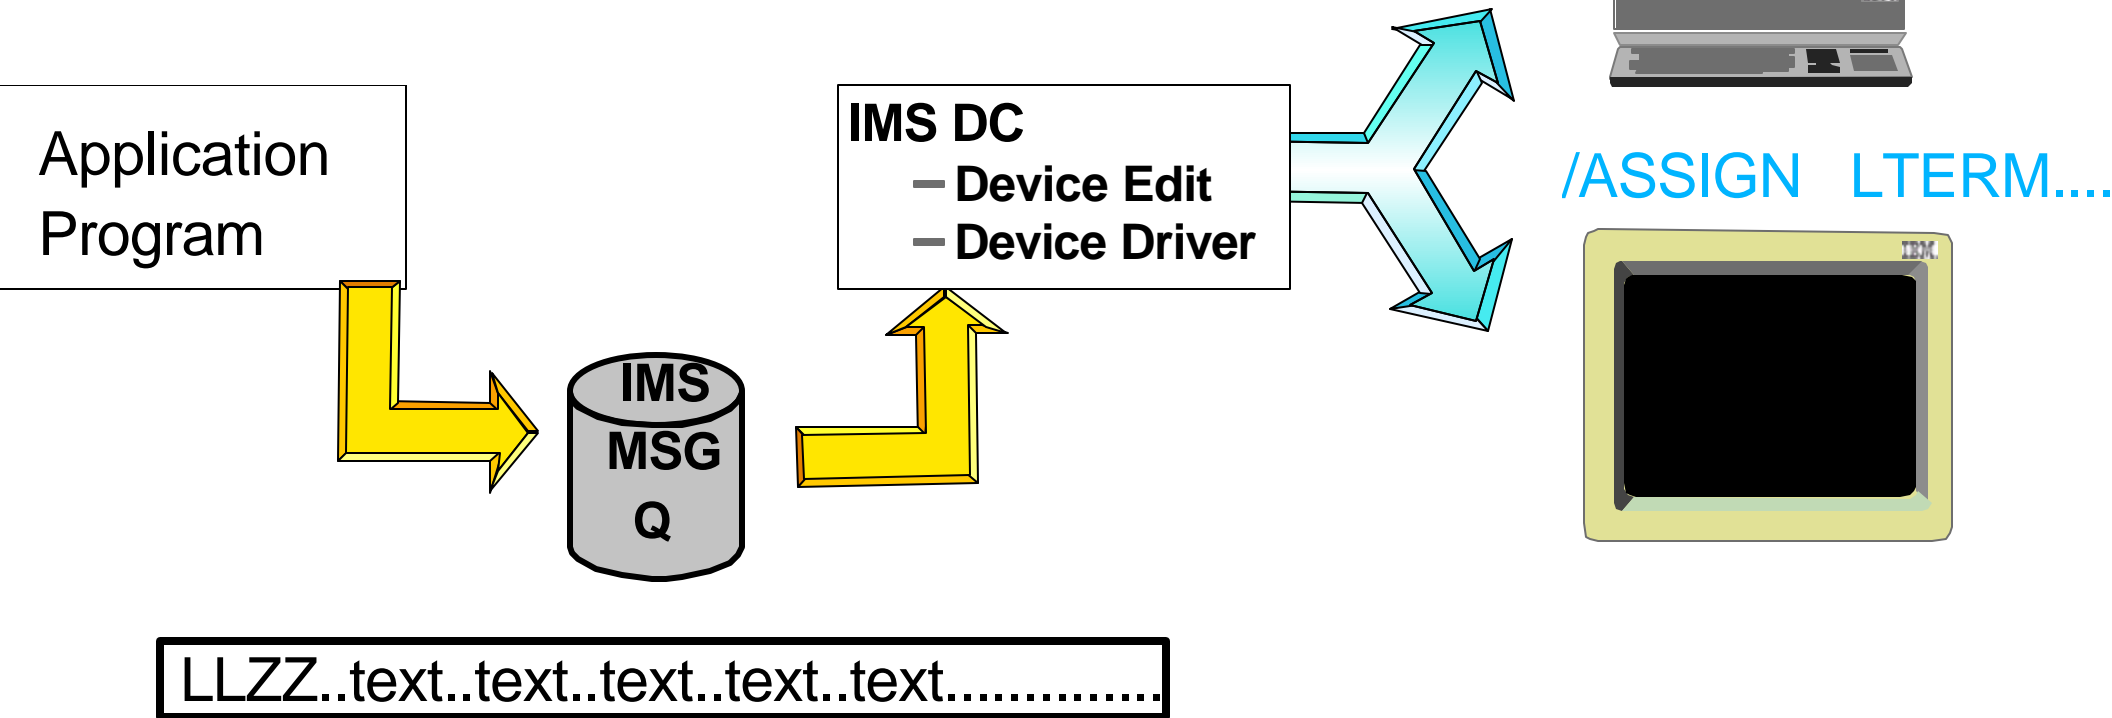 Application
Program
IMS DC
– Device Edit
– Device Driver
/ASSIGN LTERM....
IBM.
IMS
MSG
Q
LLZZ..text..text..text..text..text..............